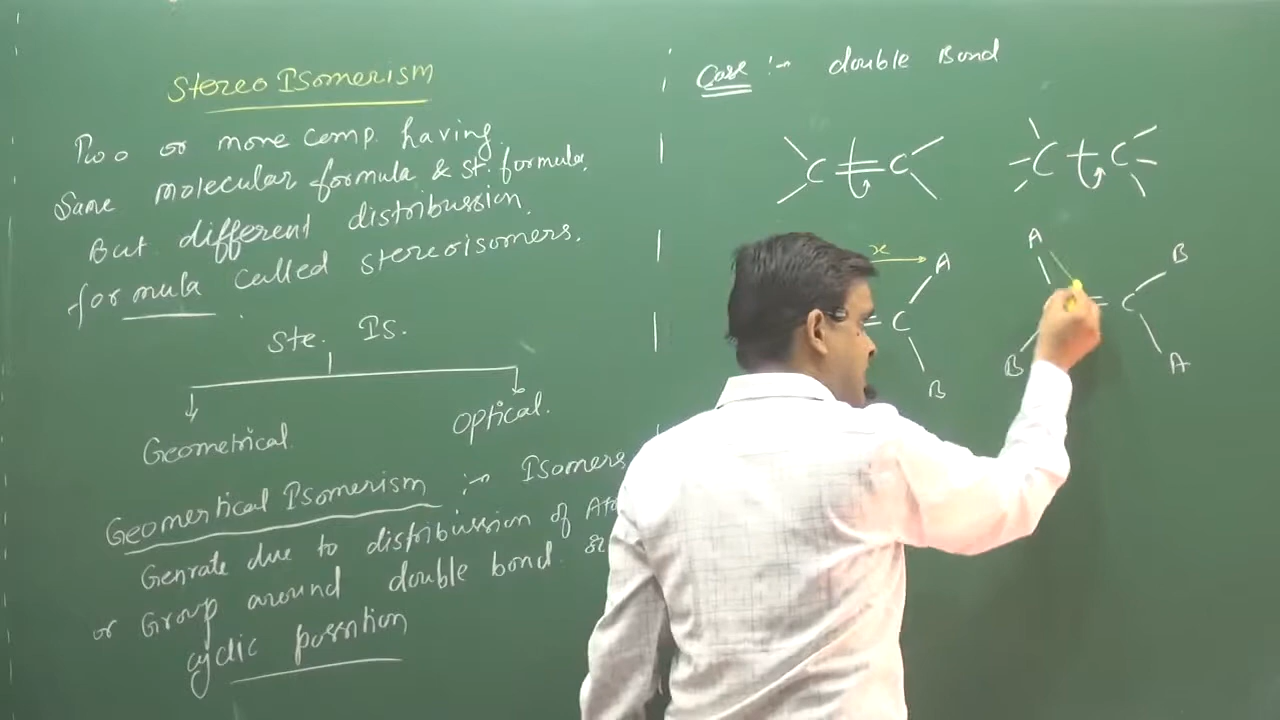 Stereo Isomerism
Two or more comp. having
Same molecular formula & st. formula,
But different distribussion,
formula called stereoisomers.
Ste. Is.
Geometrical
Optical.
Geomertical Isomerism :- Isomers
Genrate due to distribussion of
or Group around double bond
cyclic possition
Case :- double Bond
C = C
C C
x
A
C
B
A B
= C
B A